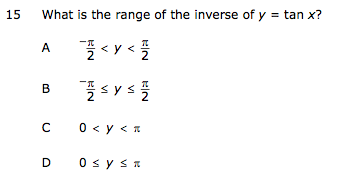 15 What is the range of the inverse of y = tan x?
A -π/2 < y < π/2
B -π/2 ≤ y ≤ π/2
C 0 < y < π
D 0 ≤ y ≤ π